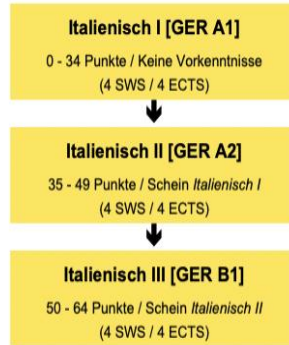 Italienisch I [GER A1]
0 - 34 Punkte / Keine Vorkenntnisse
(4 SWS / 4 ECTS)
Italienisch II [GER A2]
35 - 49 Punkte / Schein Italienisch I
(4 SWS / 4 ECTS)
Italienisch III [GER B1]
50 - 64 Punkte / Schein Italienisch II
(4 SWS / 4 ECTS)